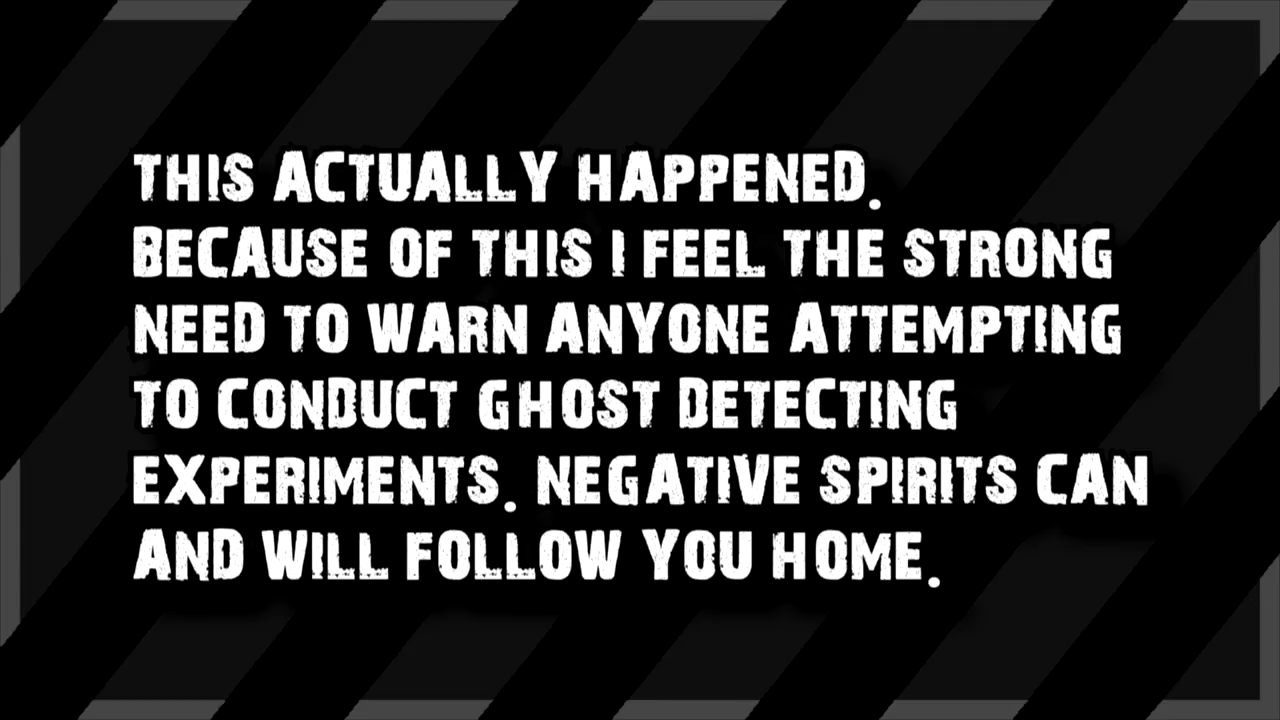 THIS ACTUALLY HAPPENED.
BECAUSE OF THIS I FEEL THE STRONG
NEED TO WARN ANYONE ATTEMPTING
TO CONDUCT GHOST DETECTING
EXPERIMENTS. NEGATIVE SPIRITS CAN
AND WILL FOLLOW YOU HOME.